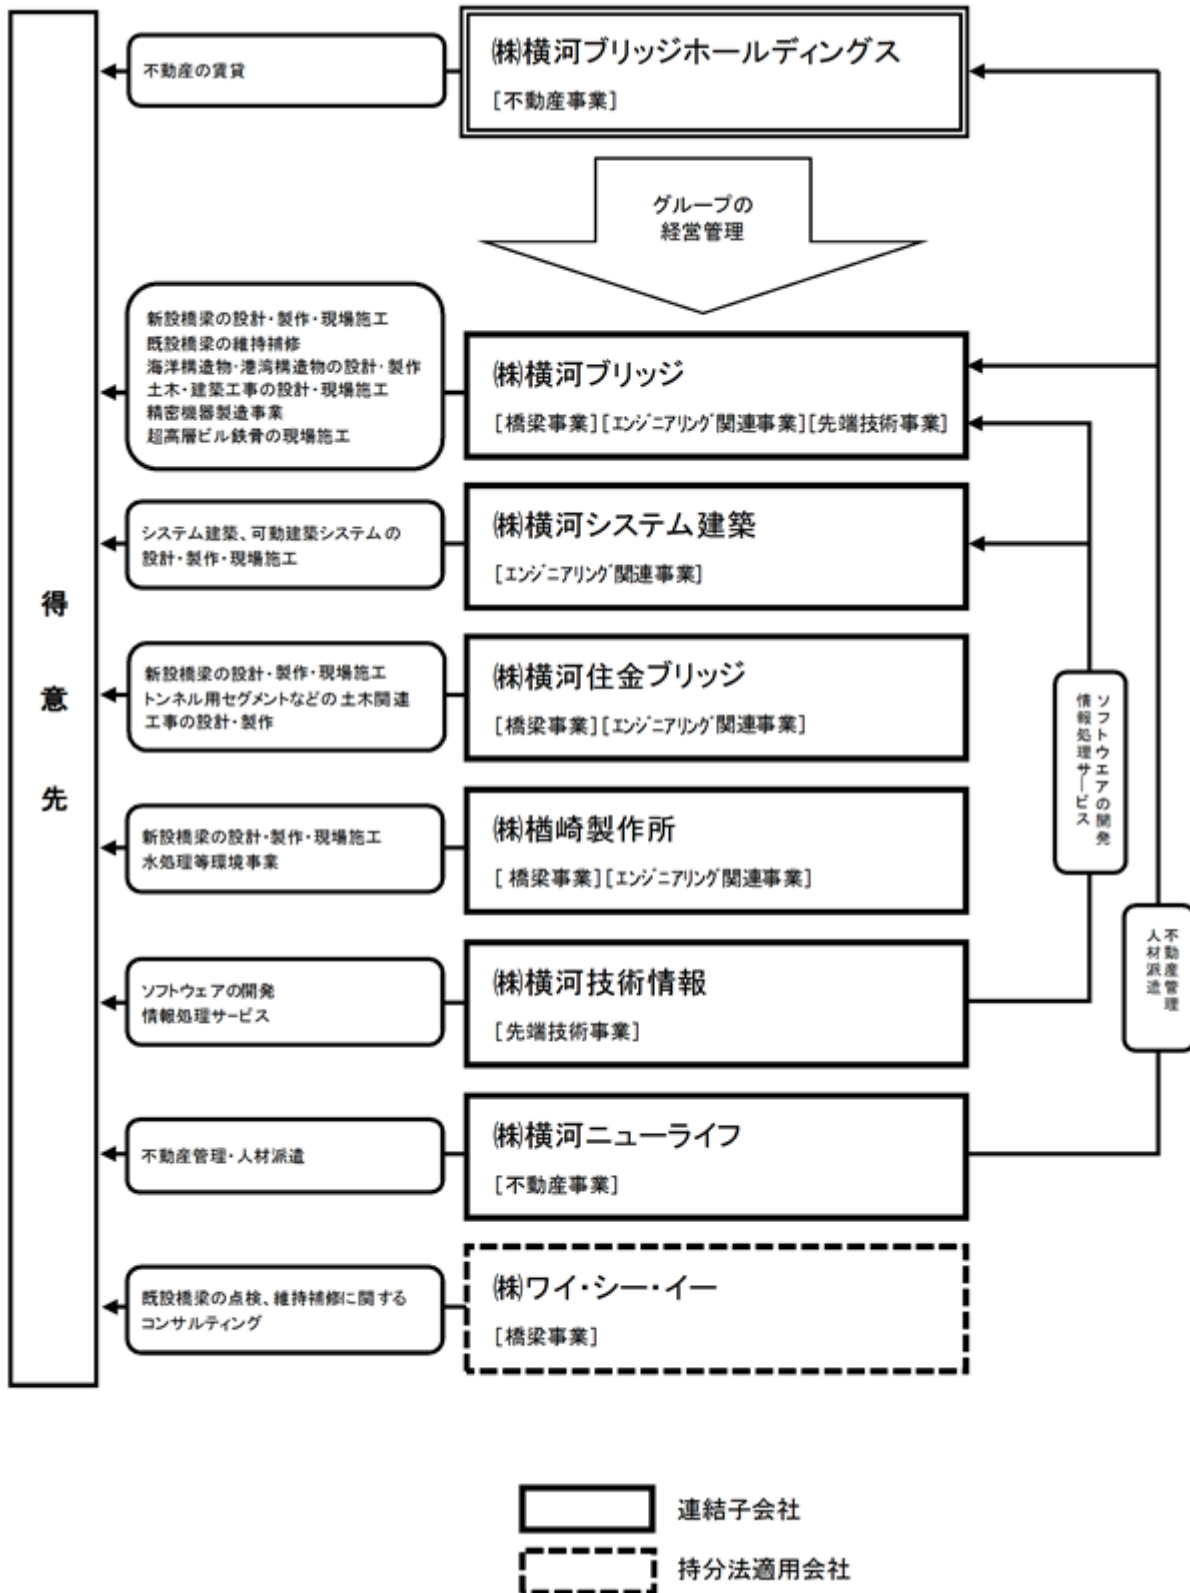 不動産の賃貸
㈱横河ブリッジホールディングス
[不動産事業]
グループの
経営管理
新設橋梁の設計・製作・現場施工
既設橋梁の維持補修
海洋構造物・港湾構造物の設計・製作
土木・建築工事の設計・現場施工
精密機器製造事業
超高層ビル鉄骨の現場施工
㈱横河ブリッジ
[橋梁事業][エンジニアリング関連事業][先端技術事業]
システム建築、可動建築システムの
設計・製作・現場施工
㈱横河システム建築
[エンジニアリング関連事業]
得意先
新設橋梁の設計・製作・現場施工
トンネル用セグメントなどの土木関連
工事の設計・製作
㈱横河住金ブリッジ
[橋梁事業][エンジニアリング関連事業]
ソフトウエアの開発
情報処理サービス
新設橋梁の設計・製作・現場施工
水処理等環境事業
㈱楢崎製作所
[橋梁事業][エンジニアリング関連事業]
不動産管理
人材派遣
ソフトウェアの開発
情報処理サービス
㈱横河技術情報
[先端技術事業]
不動産管理・人材派遣
㈱横河ニューライフ
[不動産事業]
既設橋梁の点検、維持補修に関する
コンサルティング
㈱ワイ・シー・イー
[橋梁事業]
連結子会社
持分法適用会社